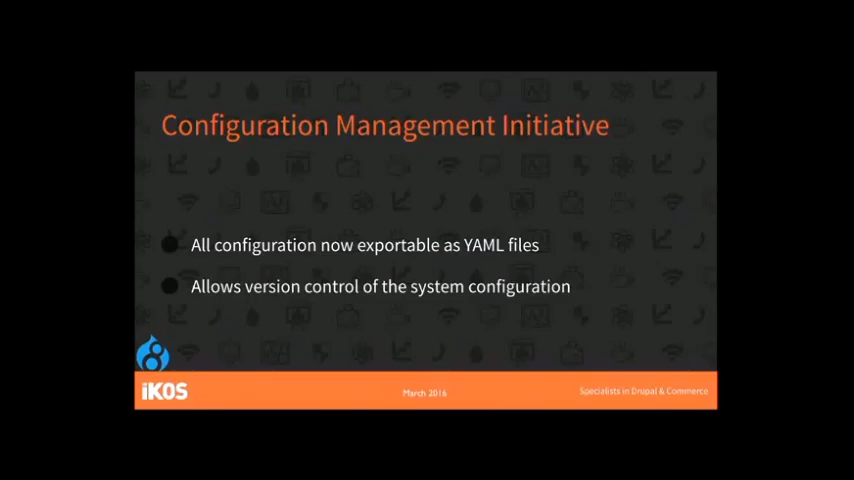 Configuration Management Initiative
All configuration now exportable as YAML files
Allows version control of the system configuration
8
iKOS
March 2016
Specialists in Drupal & Commerce